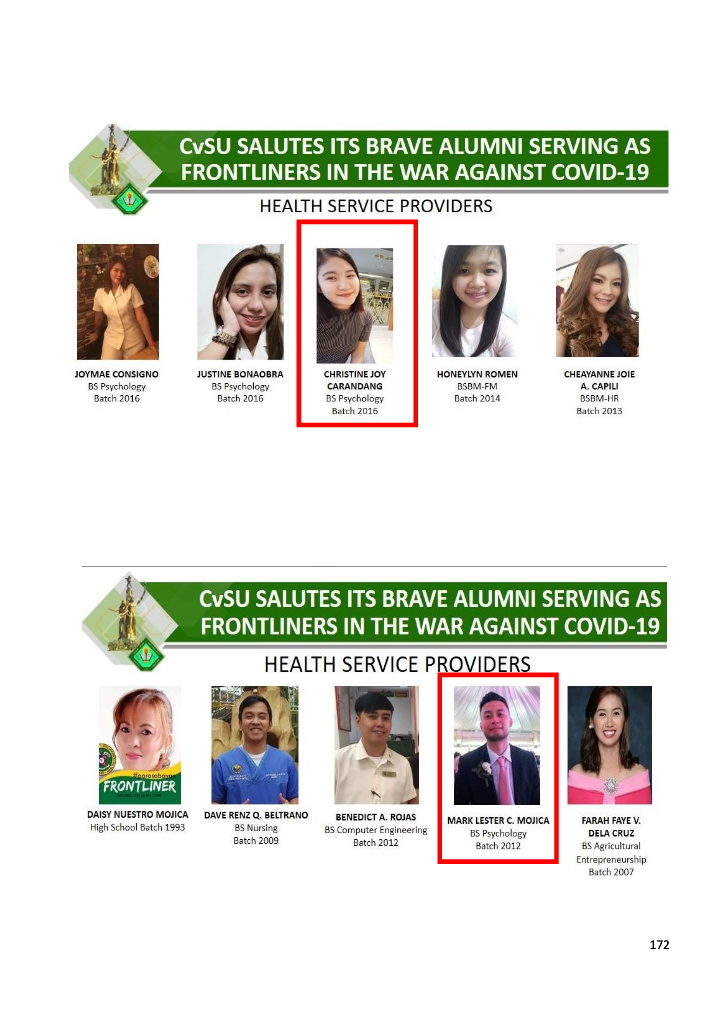 CvSU SALUTES ITS BRAVE ALUMNI SERVING AS
FRONTLINERS IN THE WAR AGAINST COVID-19
HEALTH SERVICE PROVIDERS
JOYMAE CONSIGNO
BS Psychology
Batch 2016
JUSTINE BONAOBRA
BS Psychology
Batch 2016
CHRISTINE JOY
CARANDANG
BS Psychology
Batch 2016
HONEYLYN ROMEN
BSBM-FM
Batch 2014
CHEAYANNE JOIE
A. CAPILI
BSBM-HR
Batch 2013
CvSU SALUTES ITS BRAVE ALUMNI SERVING AS
FRONTLINERS IN THE WAR AGAINST COVID-19
HEALTH SERVICE PROVIDERS
#parasabayan
FRONTLINER
DAISY NUESTRO MOJICA
High School Batch 1993
DAVE RENZ Q. BELTRANO
BS Nursing
Batch 2009
BENEDICT A. ROJAS
BS Computer Engineering
Batch 2012
MARK LESTER C. MOJICA
BS Psychology
Batch 2012
FARAH FAYE V.
DELA CRUZ
BS Agricultural
Entrepreneurship
Batch 2007
172